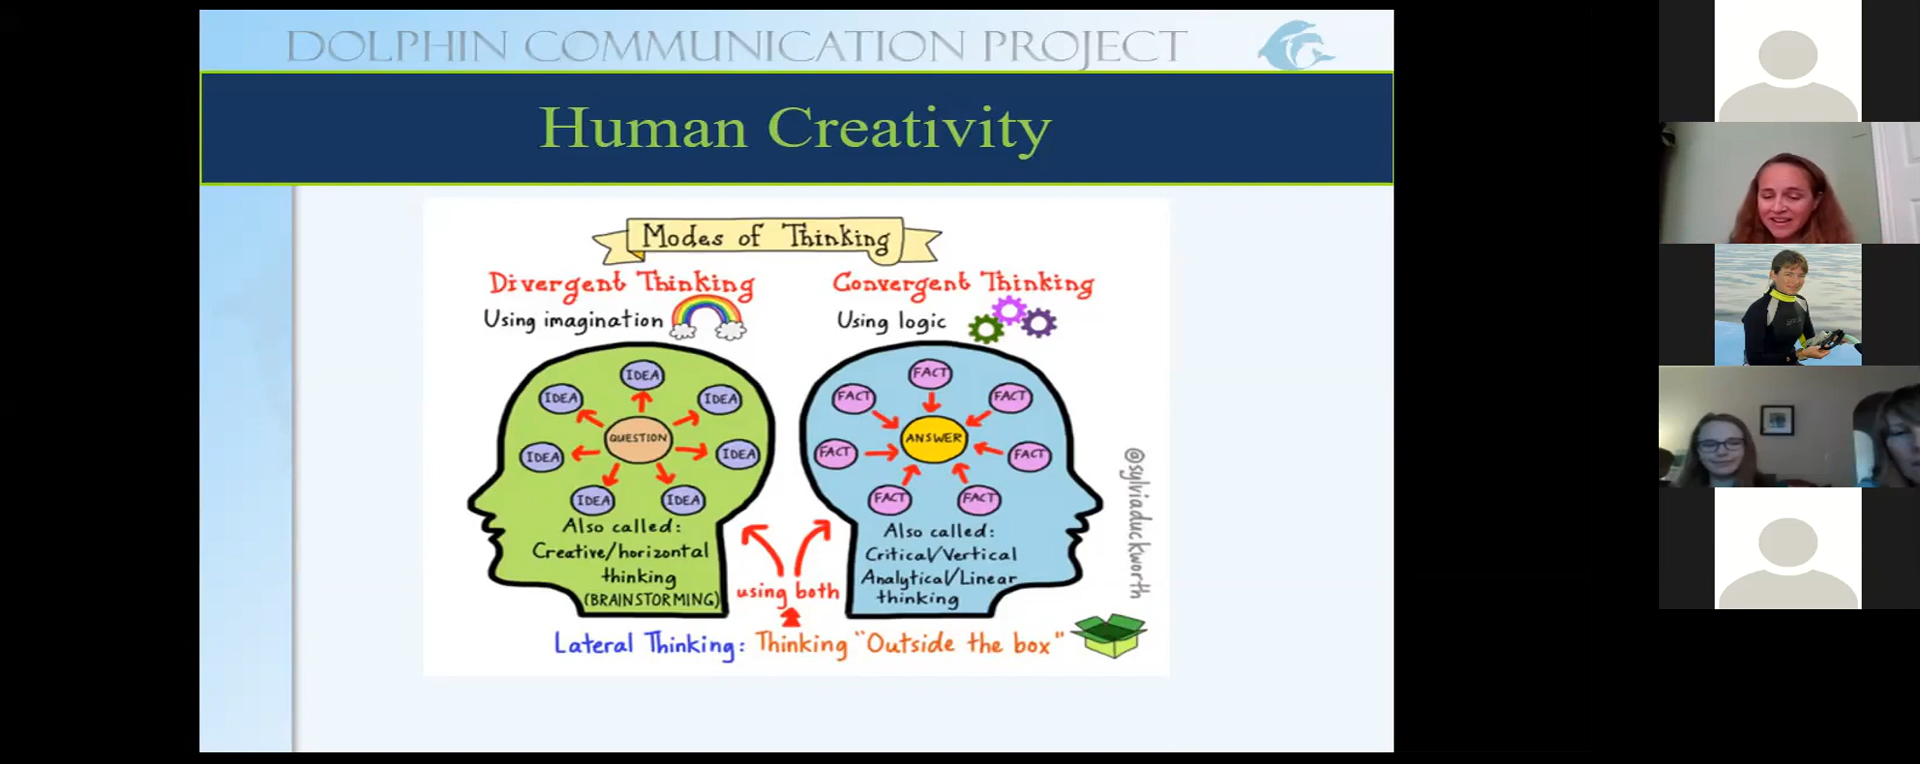 DOLPHIN COMMUNICATION PROJECT
Human Creativity
Modes of Thinking
Divergent Thinking
Using imagination
IDEA
IDEA
IDEA
IDEA
IDEA
IDEA
IDEA
QUESTION
Also called:
Creative/horizontal
thinking
(BRAINSTORMING)
Convergent Thinking
Using logic
FACT
FACT
FACT
FACT
FACT
FACT
FACT
ANSWER
Also called:
Critical/Vertical
Analytical/Linear
thinking
using both
Lateral Thinking: Thinking "Outside the box"
@sylviaduckworth